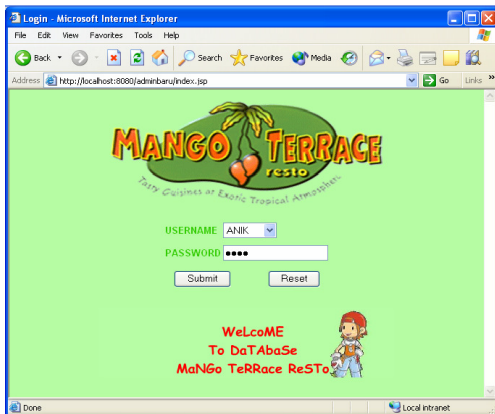 Login - Microsoft Internet Explorer
File Edit View Favorites Tools Help
Back Search Favorites Media
Address http://localhost:8080/adminbaru/index.jsp Go Links »
MANGO TERRACE
resto
Tasty Cuisines at Exotic Tropical Atmosphere
USERNAME ANIK
PASSWORD ●●●●
Submit Reset
WeLcoME
To DaTAbaSe
MaNGo TeRRace ReSTo
Done Local intranet